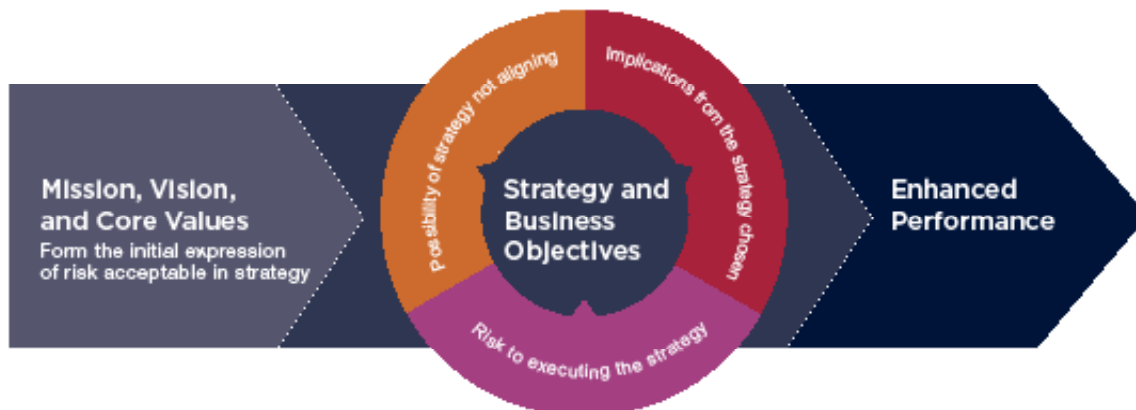 Mission, Vision,
and Core Values
Form the initial expression
of risk acceptable in strategy
Possibility of strategy not aligning
Implications from the strategy chosen
Strategy and
Business
Objectives
Risk to executing the strategy
Enhanced
Performance